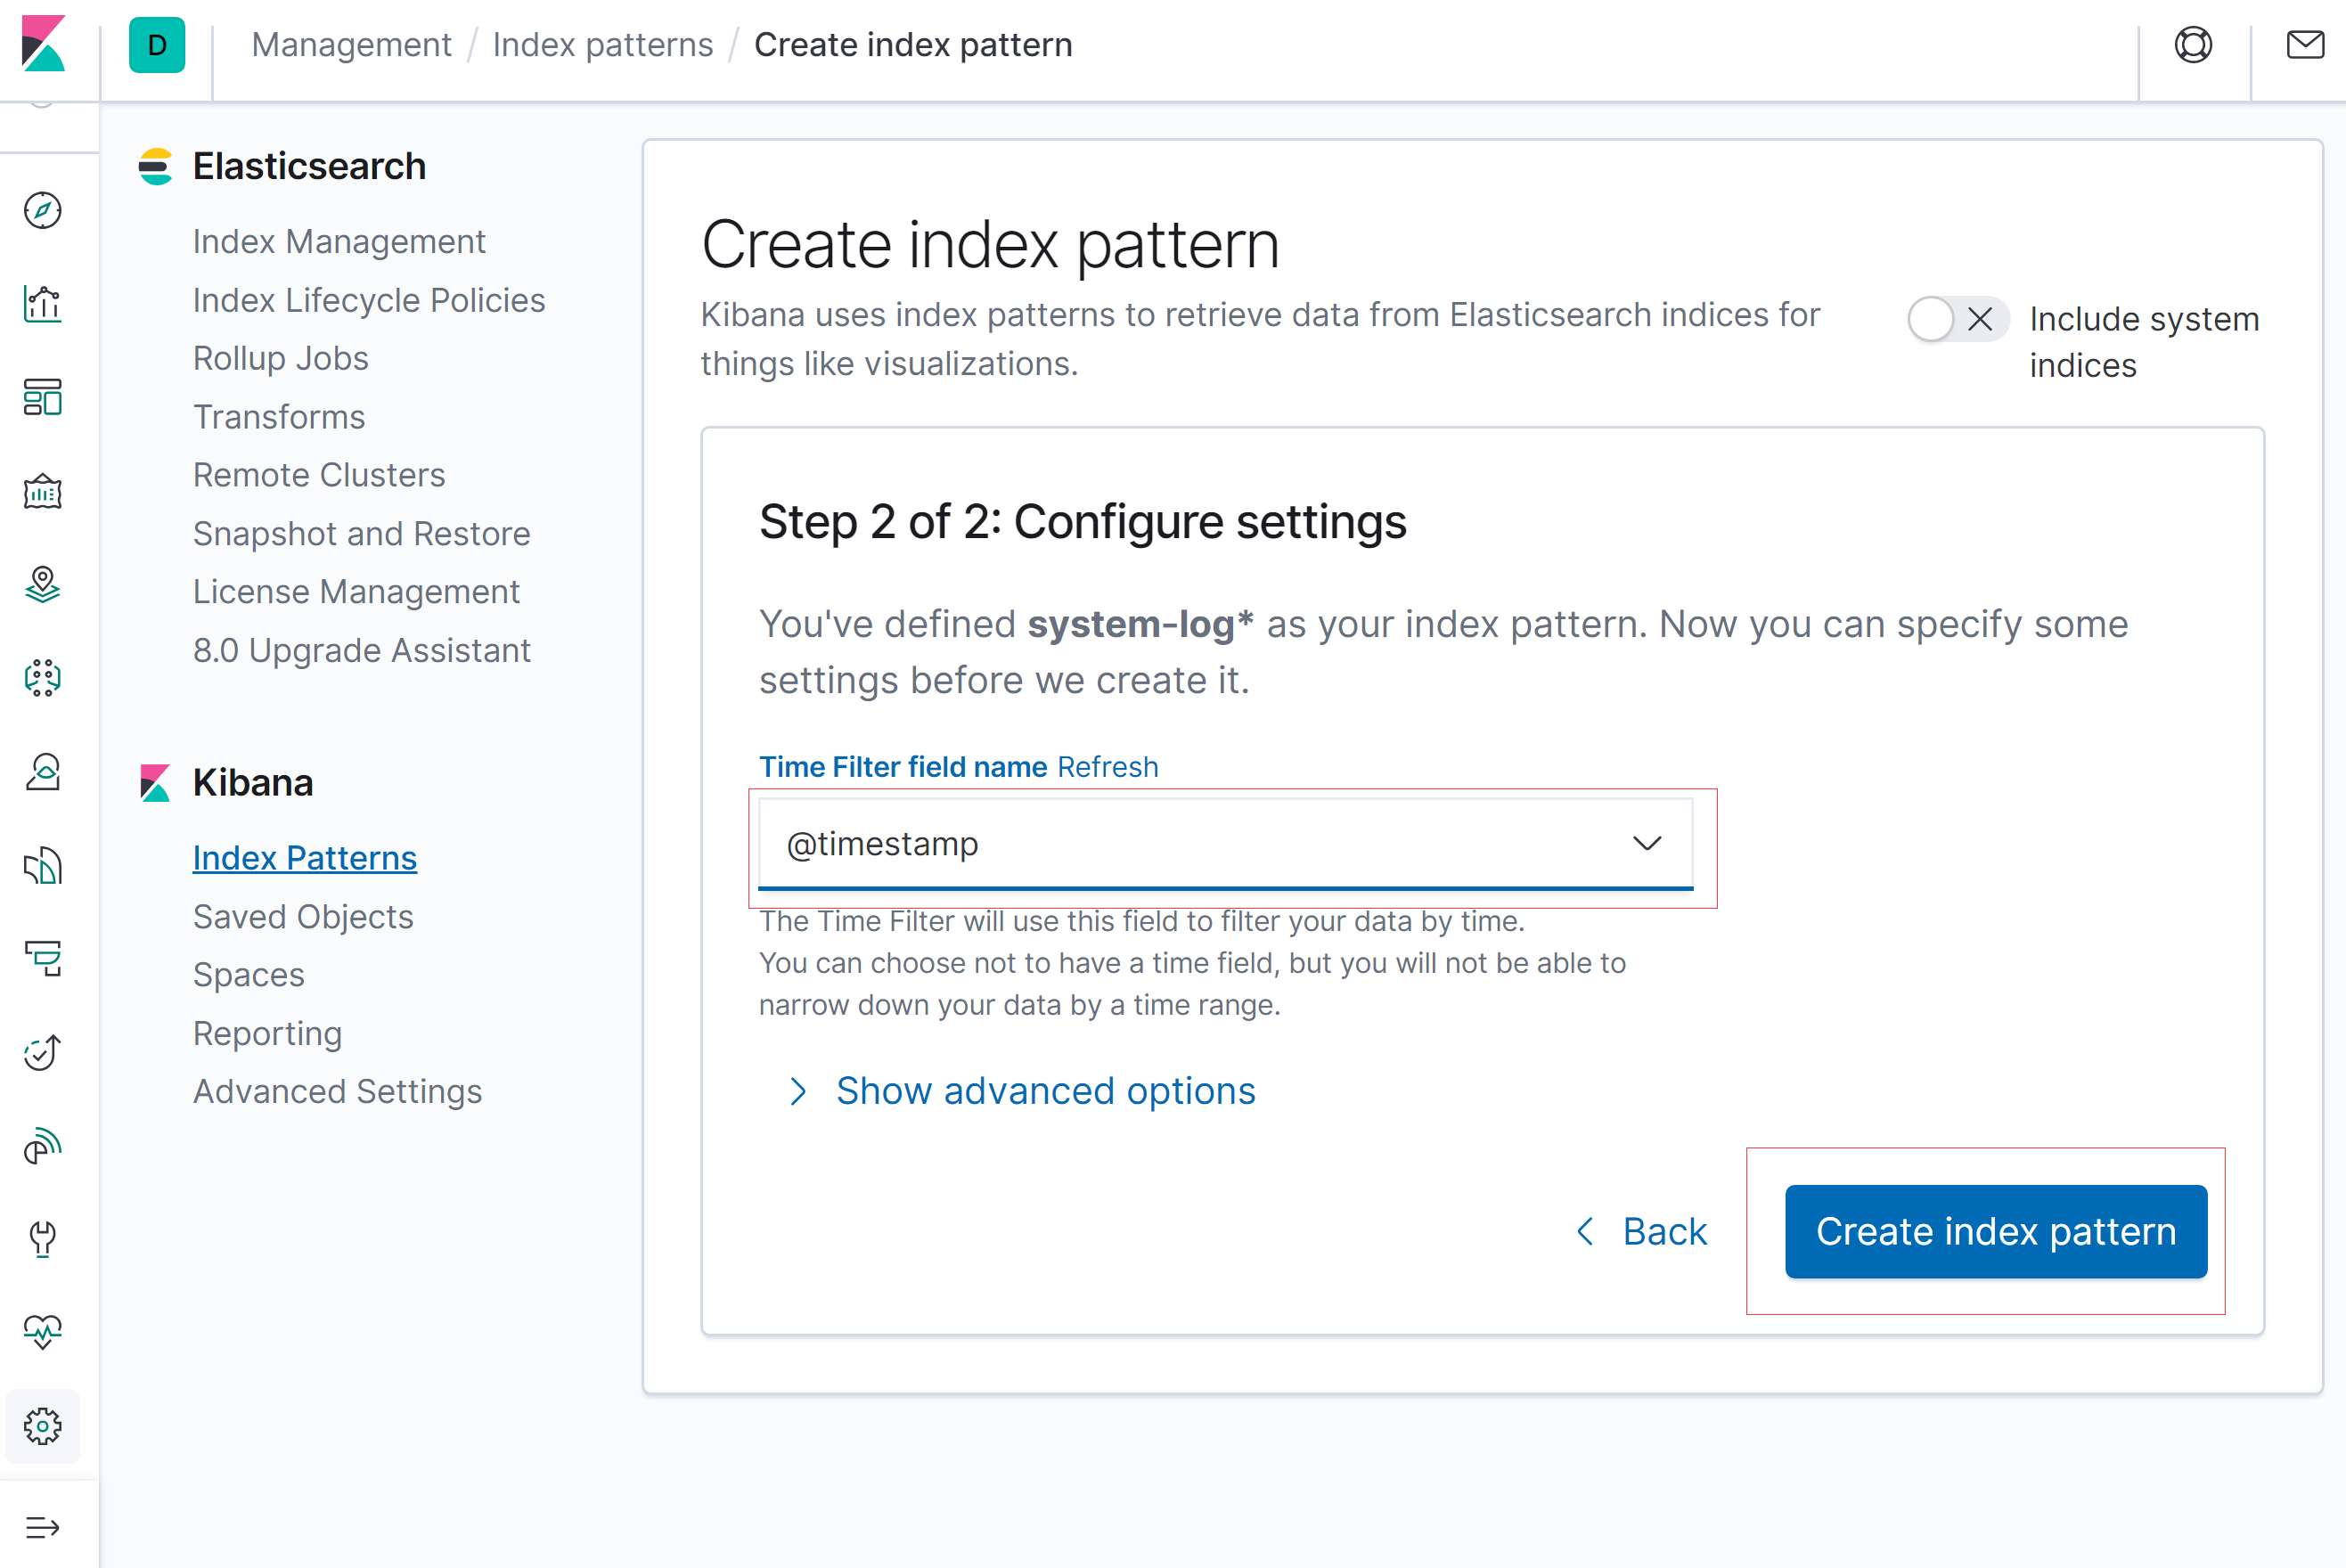 D
Management / Index patterns / Create index pattern
Elasticsearch
Index Management
Index Lifecycle Policies
Rollup Jobs
Transforms
Remote Clusters
Snapshot and Restore
License Management
8.0 Upgrade Assistant
Kibana
Index Patterns
Saved Objects
Spaces
Reporting
Advanced Settings
Create index pattern
Kibana uses index patterns to retrieve data from Elasticsearch indices for
things like visualizations.
Include system
indices
Step 2 of 2: Configure settings
You've defined system-log* as your index pattern. Now you can specify some
settings before we create it.
Time Filter field name Refresh
@timestamp
The Time Filter will use this field to filter your data by time.
You can choose not to have a time field, but you will not be able to
narrow down your data by a time range.
Show advanced options
Back
Create index pattern